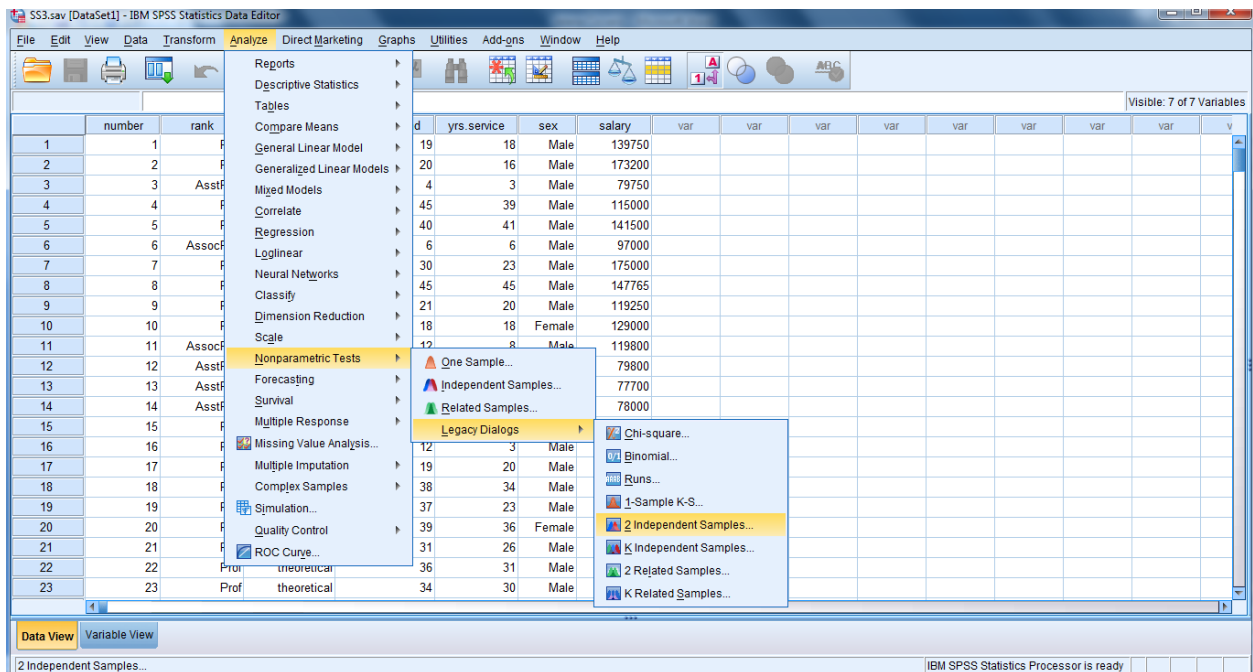 SS3.sav [DataSet1] - IBM SPSS Statistics Data Editor
File Edit View Data Transform Analyze Direct Marketing Graphs Utilities Add-ons Window Help
Visible: 7 of 7 Variables
number rank d yrs.service sex salary var var var var var var var var
1 1 19 18 Male 139750
2 2 20 16 Male 173200
3 3 4 3 Male 79750
4 4 45 39 Male 115000
5 5 40 41 Male 141500
6 6 6 6 Male 97000
7 7 30 23 Male 175000
8 8 45 45 Male 147765
9 9 21 20 Male 119250
10 10 18 18 Female 129000
11 11 12 8 Male 119800
12 12 79800
13 13 77700
14 14 78000
15 15
16 16 12 3 Male
17 17 19 20 Male
18 18 38 34 Male
19 19 37 23 Male
20 20 39 36 Female
21 21 31 26 Male
22 22 Prof theoretical 36 31 Male
23 23 Prof theoretical 34 30 Male
Reports
Descriptive Statistics
Tables
Compare Means
General Linear Model
Generalized Linear Models
Mixed Models
Correlate
Regression
Loglinear
Neural Networks
Classify
Dimension Reduction
Scale
Nonparametric Tests
Forecasting
Survival
Multiple Response
Missing Value Analysis...
Multiple Imputation
Complex Samples
Simulation...
Quality Control
ROC Curve...
One Sample...
Independent Samples...
Related Samples...
Legacy Dialogs
Chi-square...
Binomial...
Runs...
1-Sample K-S...
2 Independent Samples...
K Independent Samples...
2 Related Samples...
K Related Samples...
Data View Variable View
2 Independent Samples...
IBM SPSS Statistics Processor is ready